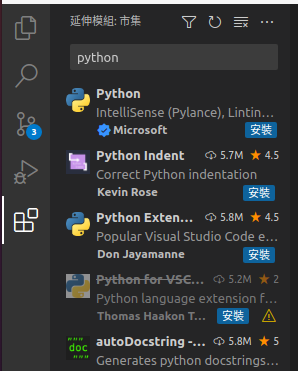 延伸模組: 市集
python
Python
IntelliSense (Pylance), Lintin…
Microsoft 安裝
Python Indent 5.7M 4.5
Correct Python indentation
Kevin Rose 安裝
Python Exten… 5.8M 4.5
Popular Visual Studio Code e…
Don Jayamanne 安裝
3
Python for VSC… 5.2M 2
Python language extension f…
Thomas Haakon T… 安裝
doc
autoDocstring -… 5.8M 5
Generates python docstrings…